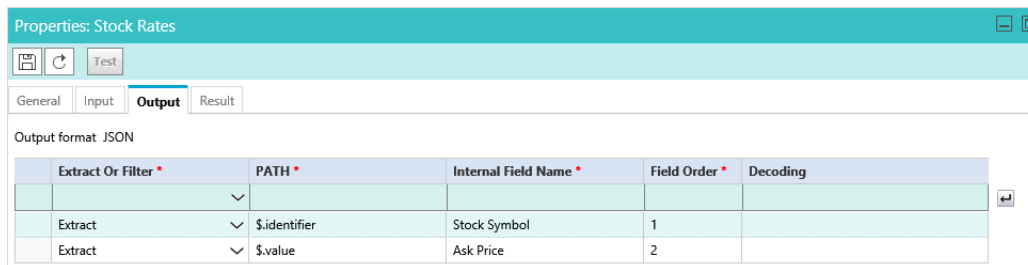 Properties: Stock Rates
Test
General Input Output Result
Output format JSON
Extract Or Filter * PATH * Internal Field Name * Field Order * Decoding
Extract $.identifier Stock Symbol 1
Extract $.value Ask Price 2